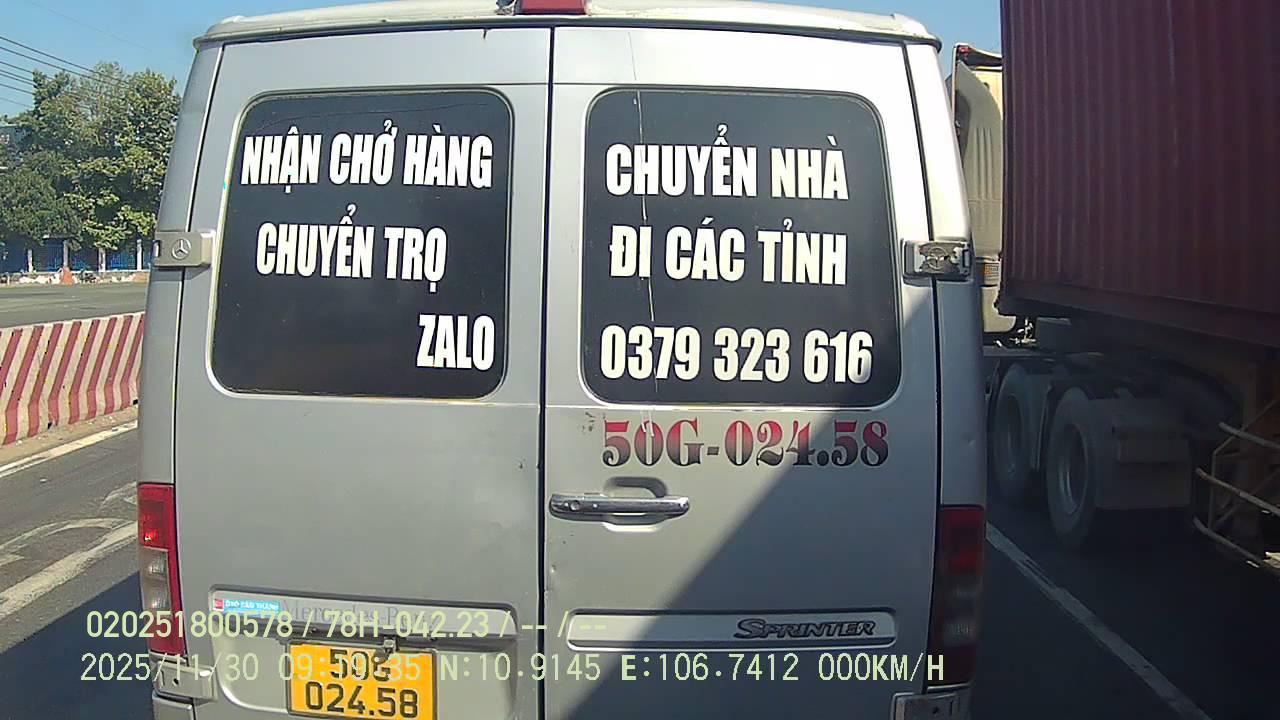 NHẬN CHỞ HÀNG
CHUYỂN TRỌ
ZALO
CHUYỂN NHÀ
ĐI CÁC TỈNH
0379 323 616
50G-024.58
SPRINTER
50G
024.58
020251800578 / 78H-042.23 / -- / --
2025/11/30 09:59:35 N:10.9145 E:106.7412 000KM/H